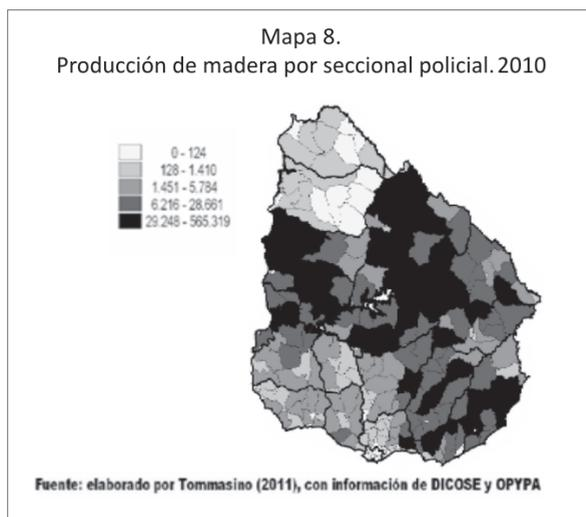 Mapa 8.
Producción de madera por seccional policial. 2010
0 - 124
128 - 1.410
1.451 - 5.784
6.216 - 28.661
29.248 - 565.319
Fuente: elaborado por Tommasino (2011), con información de DICOSE y OPYPA